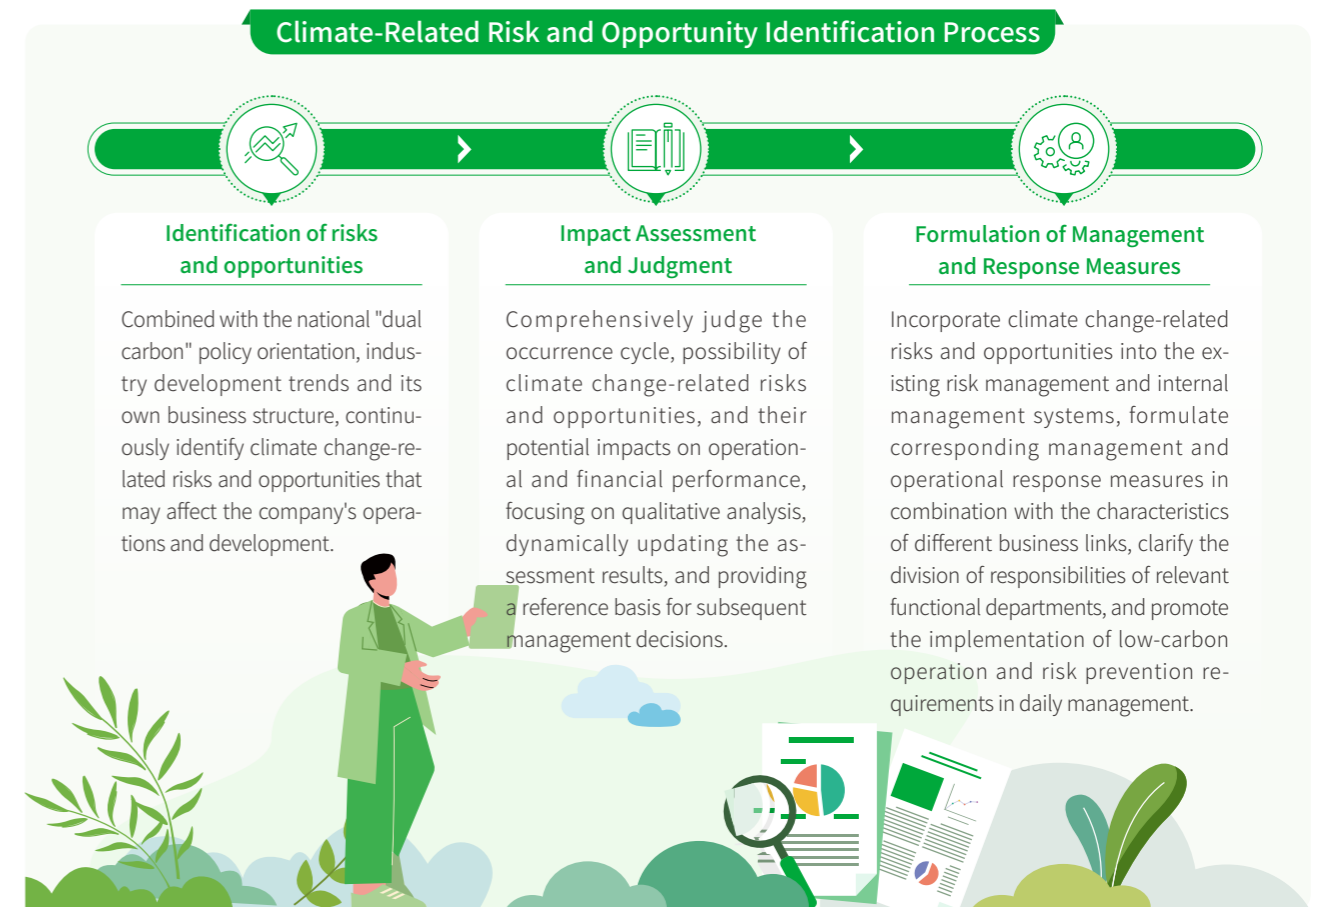 Climate-Related Risk and Opportunity Identification Process
Identification of risks
and opportunities
Combined with the national "dual
carbon" policy orientation, indus-
try development trends and its
own business structure, continu-
ously identify climate change-re-
lated risks and opportunities that
may affect the company's opera-
tions and development.
Impact Assessment
and Judgment
Comprehensively judge the
occurrence cycle, possibility of
climate change-related risks
and opportunities, and their
potential impacts on operation-
al and financial performance,
focusing on qualitative analysis,
dynamically updating the as-
sessment results, and providing
a reference basis for subsequent
management decisions.
Formulation of Management
and Response Measures
Incorporate climate change-related
risks and opportunities into the ex-
isting risk management and internal
management systems, formulate
corresponding management and
operational response measures in
combination with the characteristics
of different business links, clarify the
division of responsibilities of relevant
functional departments, and promote
the implementation of low-carbon
operation and risk prevention re-
quirements in daily management.